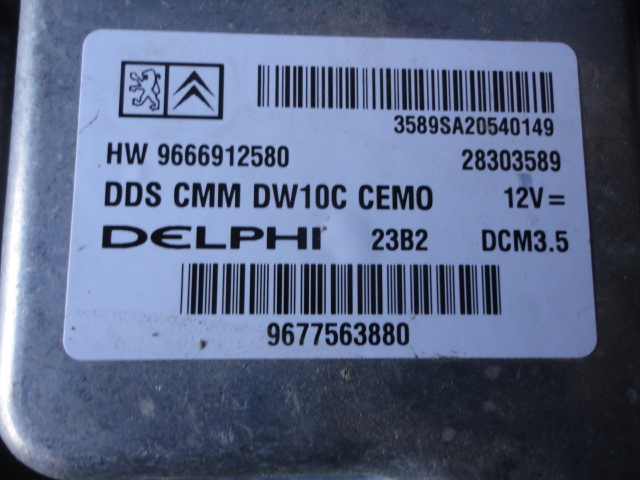 3589SA20540149
HW 9666912580 28303589
DDS CMM DW10C CEMO 12V =
DELPHI 23B2 DCM3.5
9677563880